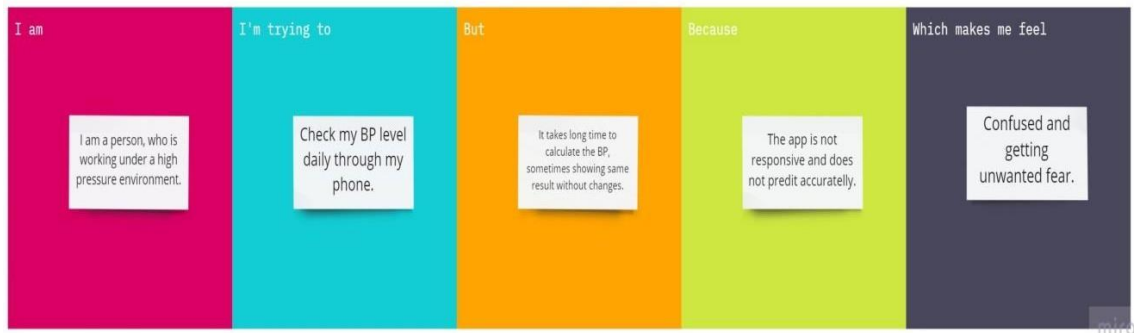 I am
I am a person, who is
working under a high
pressure environment.
I'm trying to
Check my BP level
daily through my
phone.
But
It takes long time to
calculate the BP,
sometimes showing same
result without changes.
Because
The app is not
responsive and does
not predit accuratelly.
Which makes me feel
Confused and
getting
unwanted fear.
miro